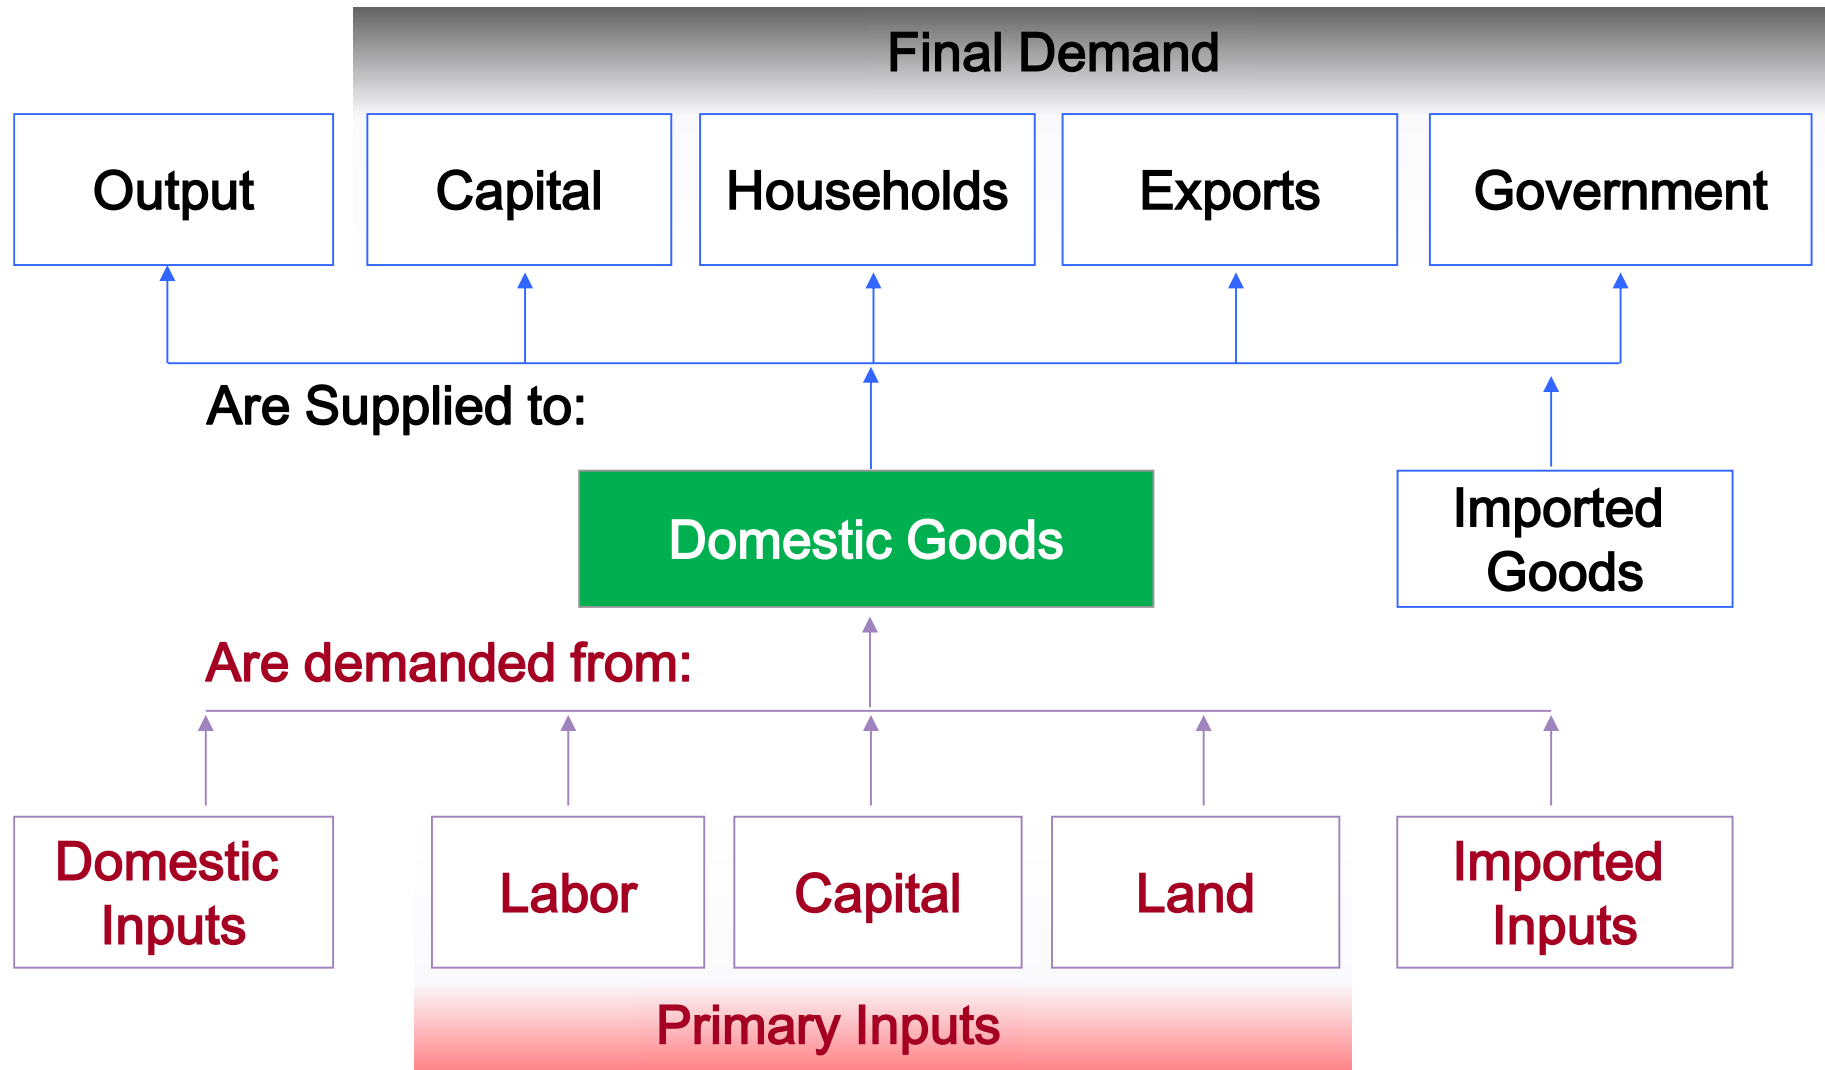 Final Demand
Output
Capital
Households
Exports
Government
Are Supplied to:
Domestic Goods
Imported
Goods
Are demanded from:
Domestic
Inputs
Labor
Capital
Land
Imported
Inputs
Primary Inputs